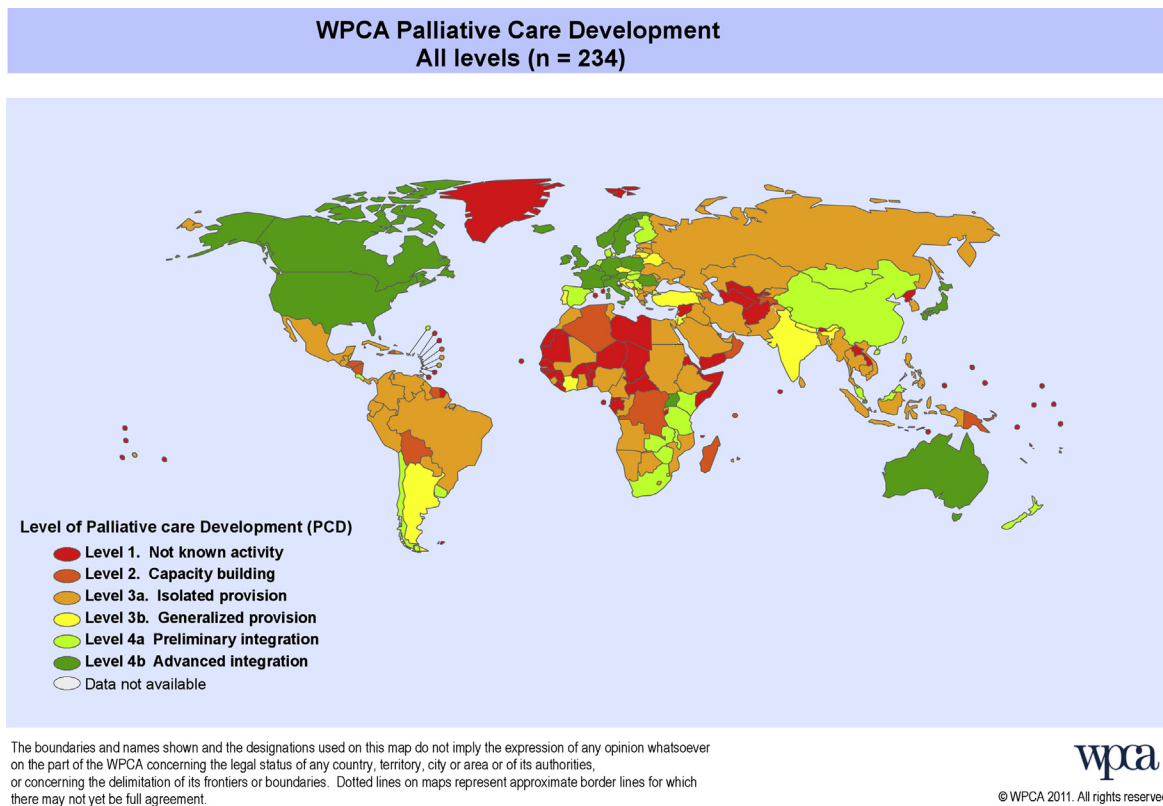 WPCA Palliative Care Development
All levels (n = 234)
Level of Palliative care Development (PCD)
Level 1. Not known activity
Level 2. Capacity building
Level 3a. Isolated provision
Level 3b. Generalized provision
Level 4a Preliminary integration
Level 4b Advanced integration
Data not available
The boundaries and names shown and the designations used on this map do not imply the expression of any opinion whatsoever
on the part of the WPCA concerning the legal status of any country, territory, city or area or of its authorities,
or concerning the delimitation of its frontiers or boundaries. Dotted lines on maps represent approximate border lines for which
there may not yet be full agreement.
wpca
© WPCA 2011. All rights reserved